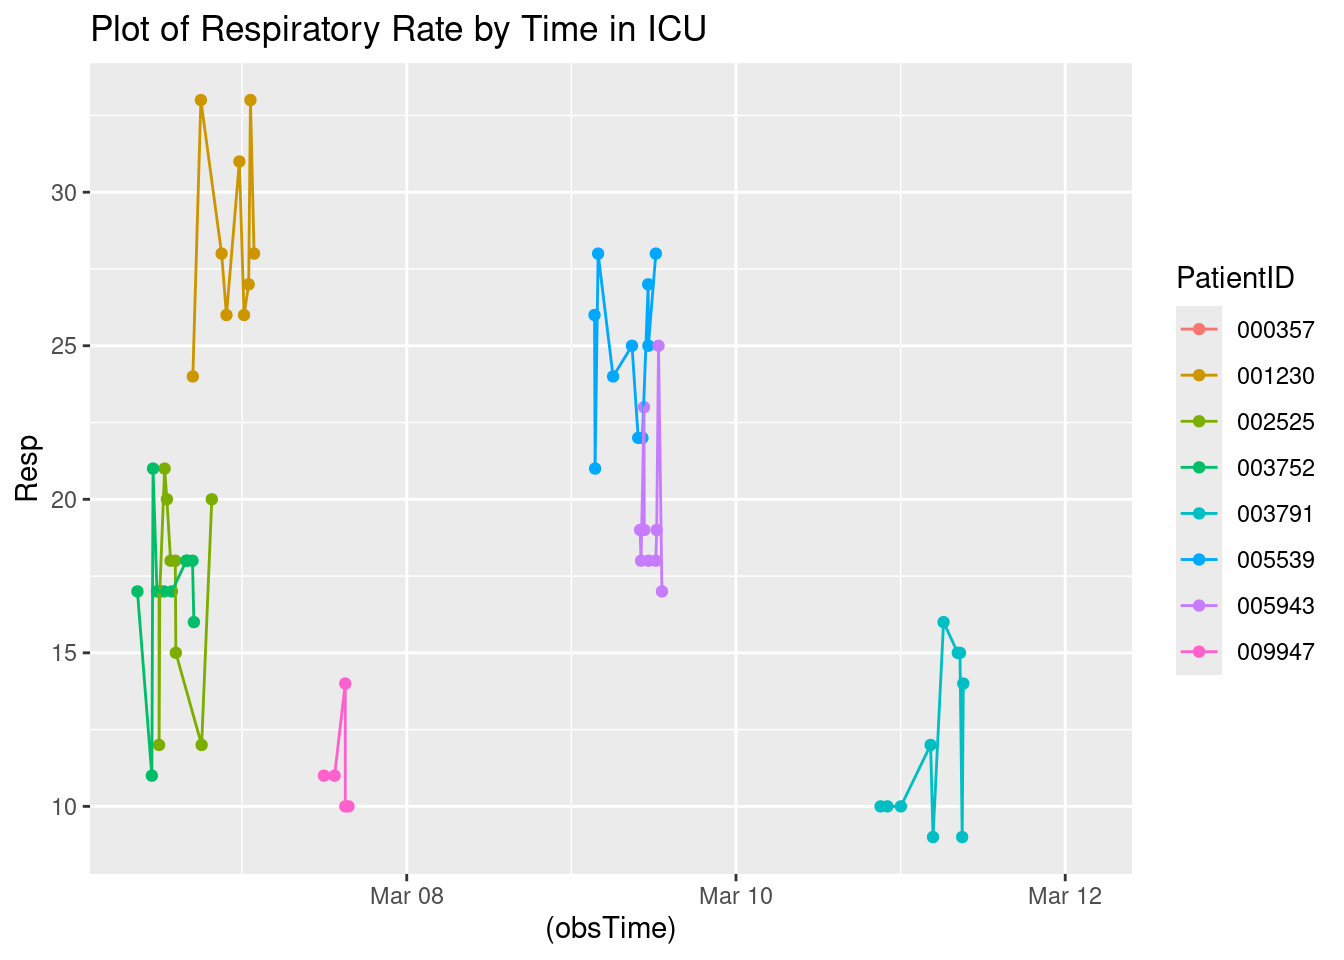 Plot of Respiratory Rate by Time in ICU
Resp
30
25
20
15
10
Mar 08
Mar 10
Mar 12
(obsTime)
PatientID
000357
001230
002525
003752
003791
005539
005943
009947